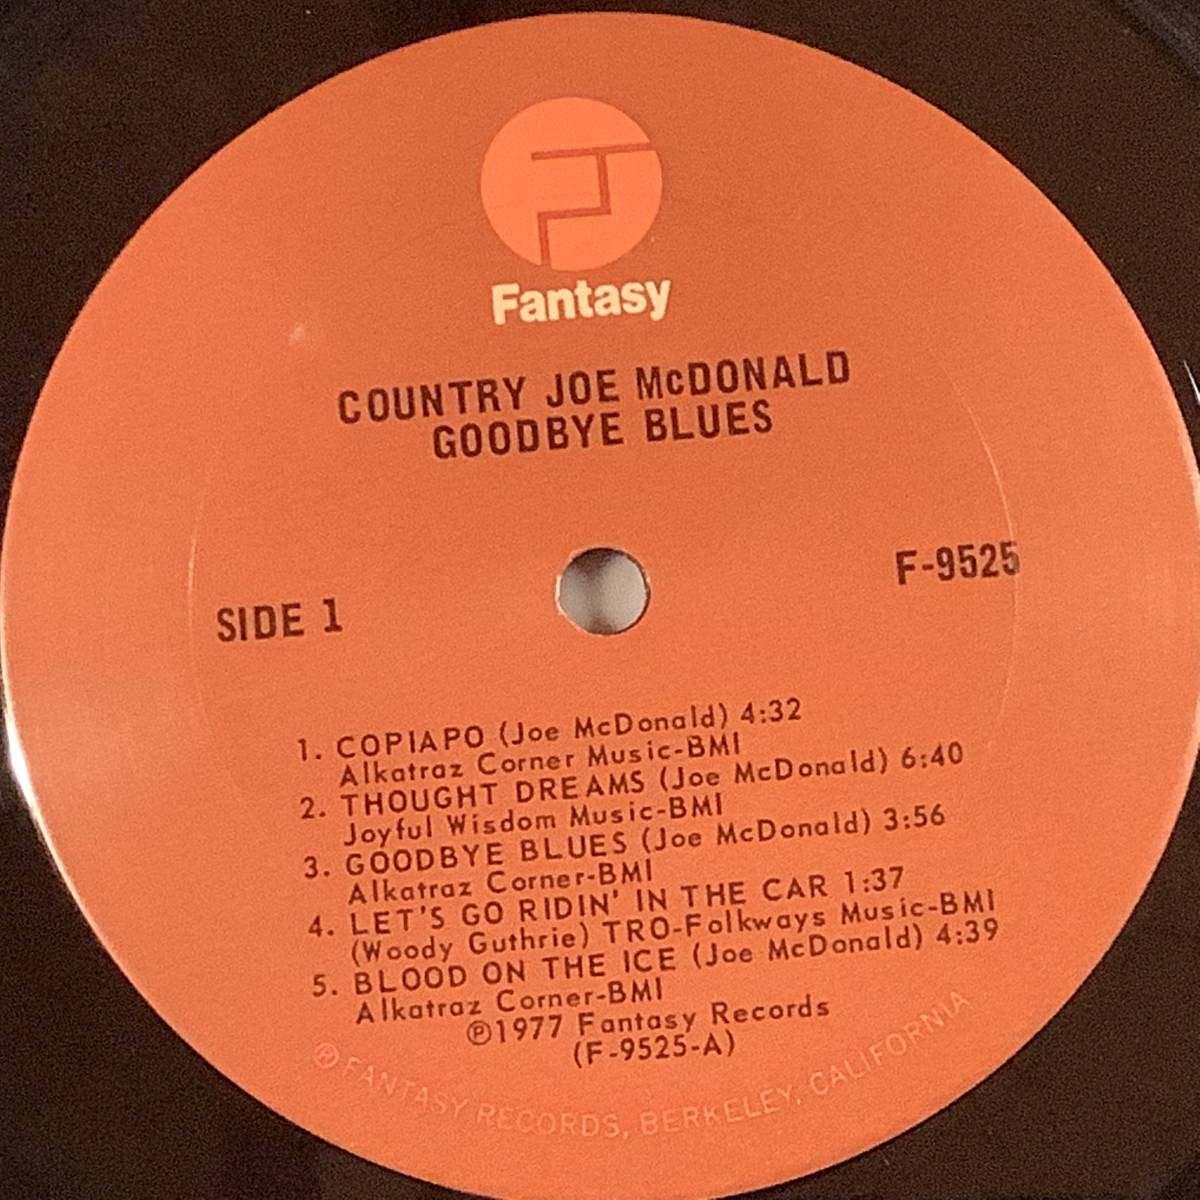 Fantasy
COUNTRY JOE McDONALD
GOODBYE BLUES
F-9525
SIDE 1
1. COPIAPO (Joe McDonald) 4:32
Alkatraz Corner Music-BMI
2. THOUGHT DREAMS (Joe McDonald) 6:40
Joyful Wisdom Music-BMI
3. GOODBYE BLUES (Joe McDonald) 3:56
Alkatraz Corner-BMI
4. LET'S GO RIDIN' IN THE CAR 1:37
(Woody Guthrie) TRO-Folkways Music-BMI
5. BLOOD ON THE ICE (Joe McDonald) 4:39
Alkatraz Corner-BMI
℗1977 Fantasy Records
(F-9525-A)
® FANTASY RECORDS, BERKELEY, CALIFORNIA